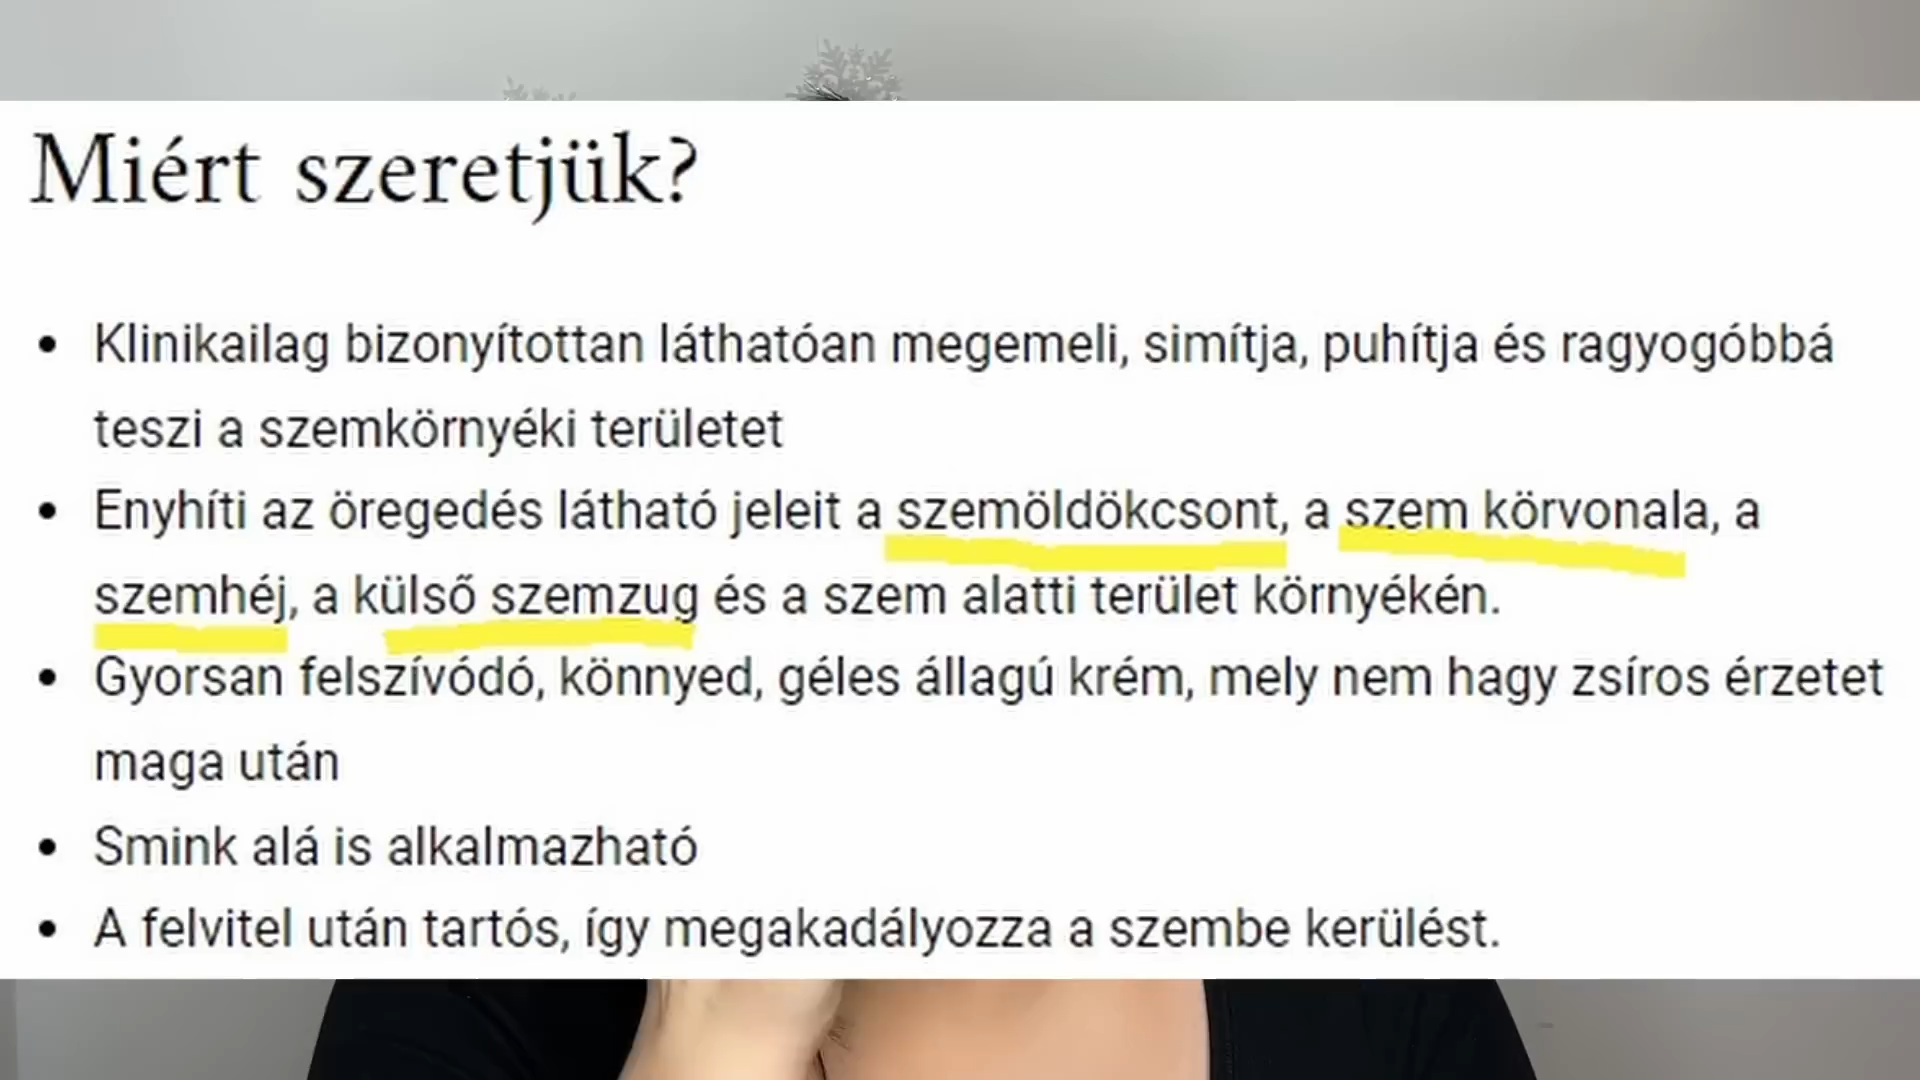 Miért szeretjük?
Klinikailag bizonyítottan láthatóan megemeli, simítja, puhítja és ragyogóbbá
teszi a szemkörnyéki területet
Enyhíti az öregedés látható jeleit a szemöldökcsont, a szem körvonala, a
szemhéj, a külső szemzug és a szem alatti terület környékén.
Gyorsan felszívódó, könnyed, géles állagú krém, mely nem hagy zsíros érzetet
maga után
Smink alá is alkalmazható
A felvitel után tartós, így megakadályozza a szembe kerülést.